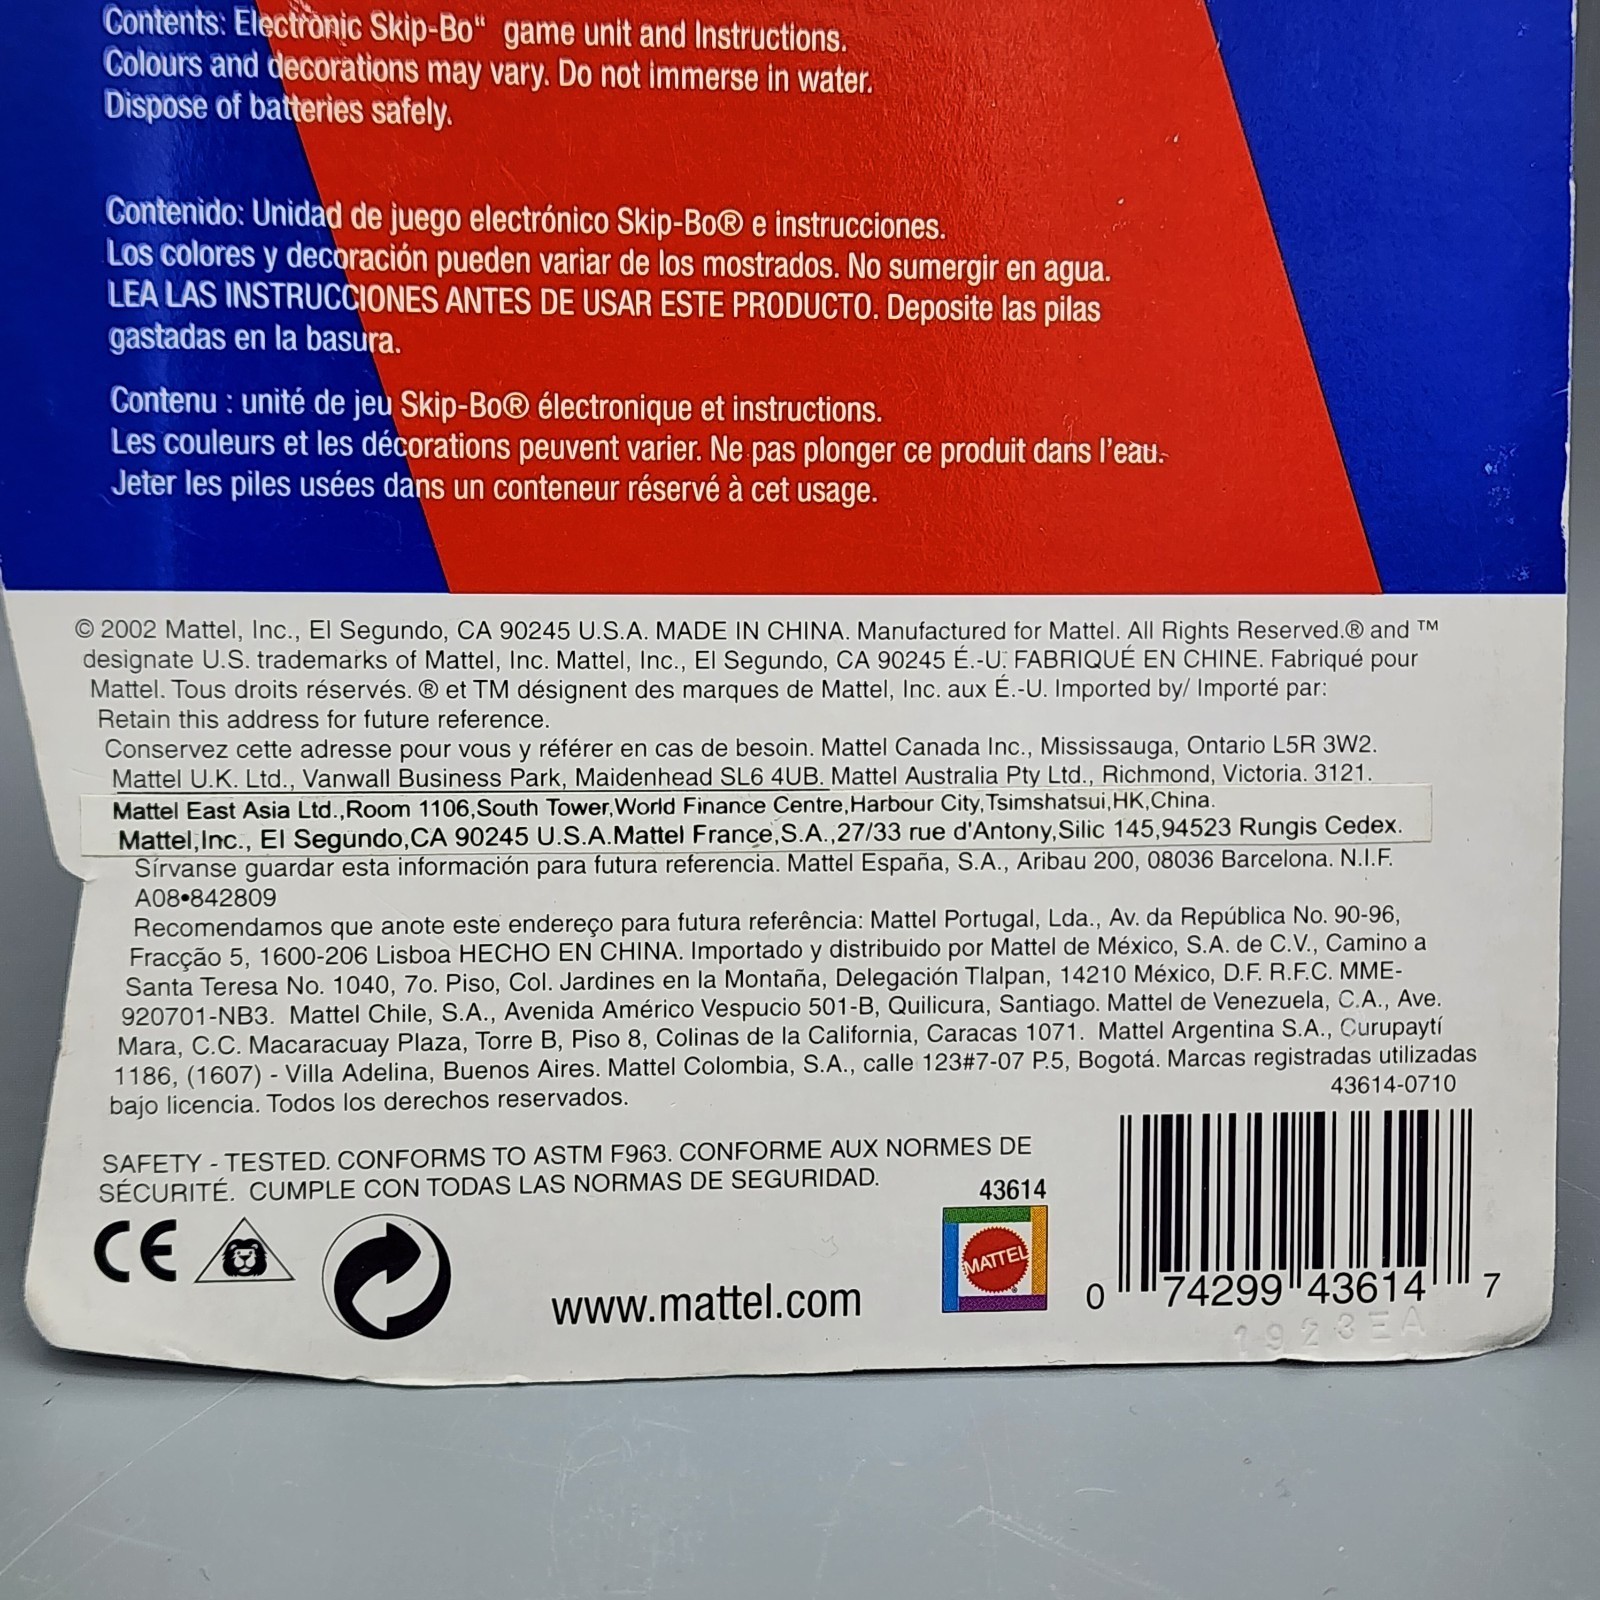 Contents: Electronic Skip-Bo“ game unit and Instructions.
Colours and decorations may vary. Do not immerse in water.
Dispose of batteries safely.
Contenido: Unidad de juego electrónico Skip-Bo® e instrucciones.
Los colores y decoración pueden variar de los mostrados. No sumergir en agua.
LEA LAS INSTRUCCIONES ANTES DE USAR ESTE PRODUCTO. Deposite las pilas
gastadas en la basura.
Contenu : unité de jeu Skip-Bo® électronique et instructions.
Les couleurs et les décorations peuvent varier. Ne pas plonger ce produit dans l'eau.
Jeter les piles usées dans un conteneur réservé à cet usage.
© 2002 Mattel, Inc., El Segundo, CA 90245 U.S.A. MADE IN CHINA. Manufactured for Mattel. All Rights Reserved.® and ™
designate U.S. trademarks of Mattel, Inc. Mattel, Inc., El Segundo, CA 90245 É.-U. FABRIQUÉ EN CHINE. Fabriqué pour
Mattel. Tous droits réservés. ® et TM désignent des marques de Mattel, Inc. aux É.-U. Imported by/ Importé par:
Retain this address for future reference.
Conservez cette adresse pour vous y référer en cas de besoin. Mattel Canada Inc., Mississauga, Ontario L5R 3W2.
Mattel U.K. Ltd., Vanwall Business Park, Maidenhead SL6 4UB. Mattel Australia Pty Ltd., Richmond, Victoria. 3121.
Mattel East Asia Ltd.,Room 1106,South Tower,World Finance Centre,Harbour City,Tsimshatsui,HK,China.
Mattel,Inc., El Segundo,CA 90245 U.S.A.Mattel France,S.A.,27/33 rue d'Antony,Silic 145,94523 Rungis Cedex.
Sírvanse guardar esta información para futura referencia. Mattel España, S.A., Aribau 200, 08036 Barcelona. N.I.F.
A08•842809
Recomendamos que anote este endereço para futura referência: Mattel Portugal, Lda., Av. da República No. 90-96,
Fracção 5, 1600-206 Lisboa HECHO EN CHINA. Importado y distribuido por Mattel de México, S.A. de C.V., Camino a
Santa Teresa No. 1040, 7o. Piso, Col. Jardines en la Montaña, Delegación Tlalpan, 14210 México, D.F. R.F.C. MME-
920701-NB3. Mattel Chile, S.A., Avenida Américo Vespucio 501-B, Quilicura, Santiago. Mattel de Venezuela, C.A., Ave.
Mara, C.C. Macaracuay Plaza, Torre B, Piso 8, Colinas de la California, Caracas 1071. Mattel Argentina S.A., Curupaytí
1186, (1607) - Villa Adelina, Buenos Aires. Mattel Colombia, S.A., calle 123#7-07 P.5, Bogotá. Marcas registradas utilizadas
bajo licencia. Todos los derechos reservados.
43614-0710
SAFETY - TESTED. CONFORMS TO ASTM F963. CONFORME AUX NORMES DE
SÉCURITÉ. CUMPLE CON TODAS LAS NORMAS DE SEGURIDAD.
43614
CE
MATTEL
www.mattel.com
0 74299 43614 7
1923EA